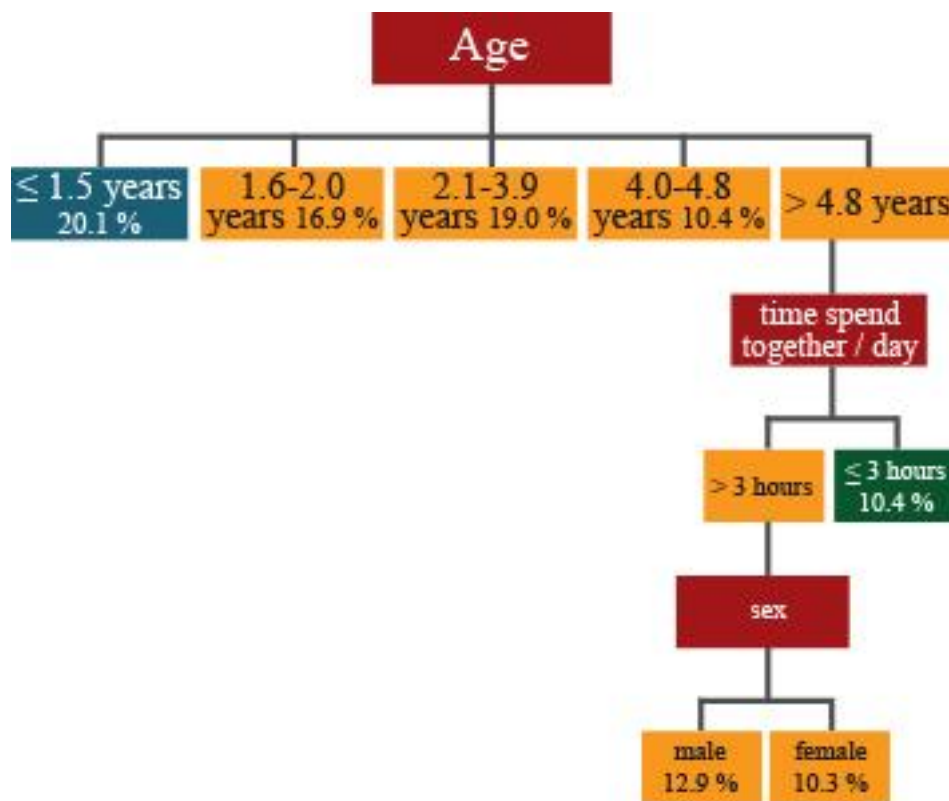 Age
≤ 1.5 years
20.1 %
1.6-2.0
years 16.9 %
2.1-3.9
years 19.0 %
4.0-4.8
years 10.4 %
> 4.8 years
time spend
together / day
> 3 hours
≤ 3 hours
10.4 %
sex
male
12.9 %
female
10.3 %